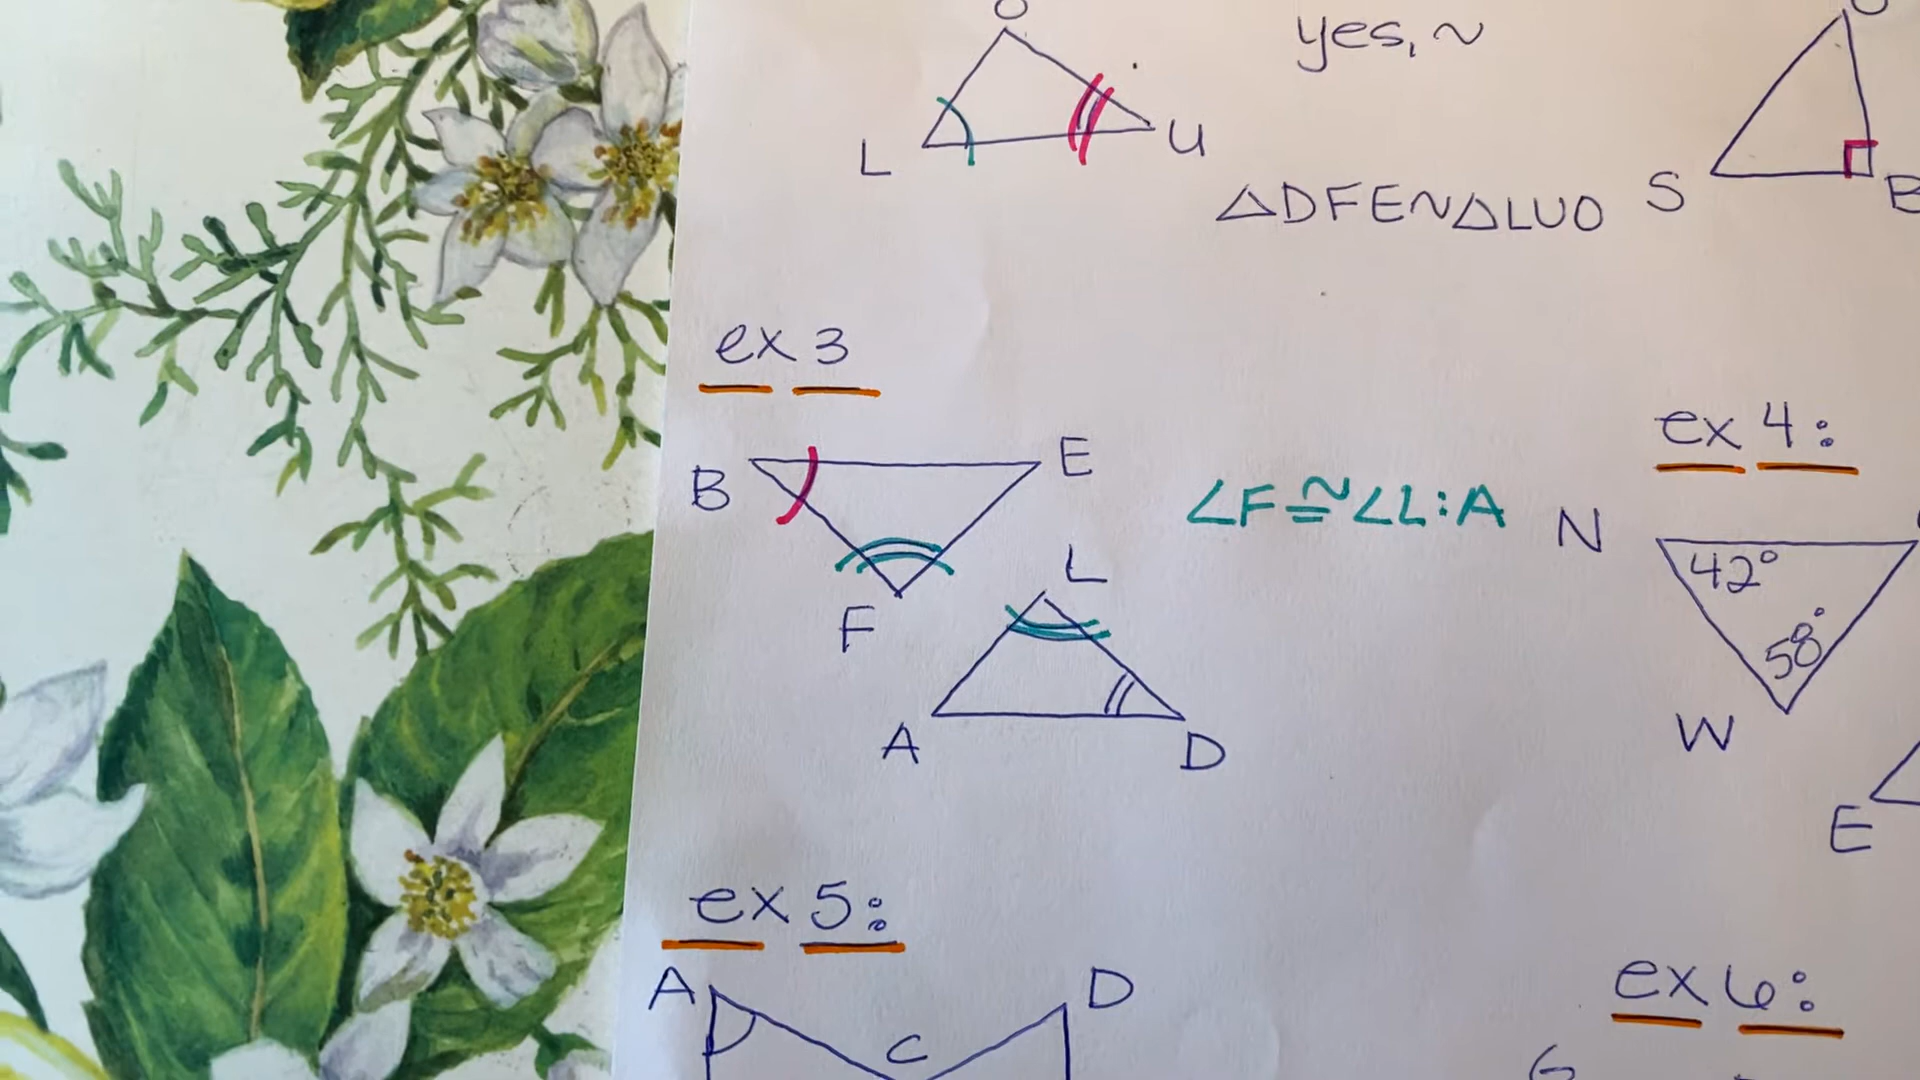 O
yes, ~
L
U
△DFE~△LUO
S
B
ex 3
B
E
∠F≅∠L:A
L
F
A
D
ex 4:
N
42°
58°
W
E
ex 5:
A
D
C
ex 6:
G